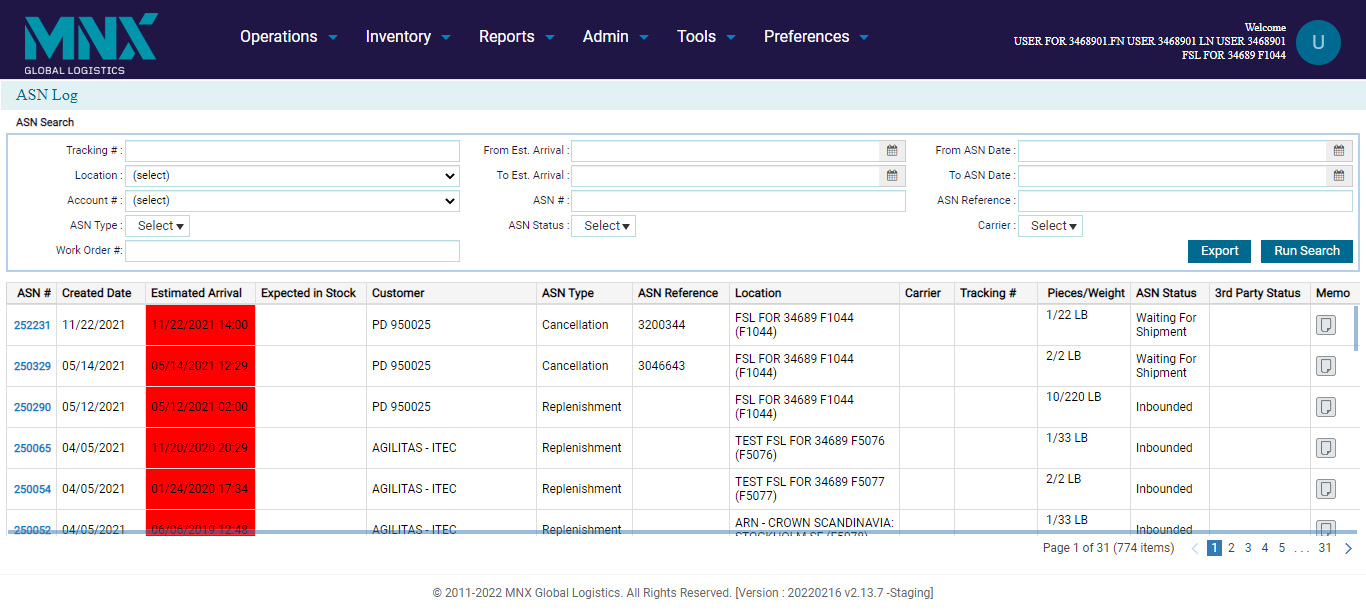 MNX
GLOBAL LOGISTICS
Operations Inventory Reports Admin Tools Preferences
Welcome
USER FOR 3468901.FN USER 3468901 LN USER 3468901
FSL FOR 34689 F1044
U
ASN Log
ASN Search
Tracking # : From Est. Arrival : From ASN Date :
Location : (select) To Est. Arrival : To ASN Date :
Account # : (select) ASN # : ASN Reference :
ASN Type : Select ASN Status : Select Carrier : Select
Work Order #: Export Run Search
ASN # Created Date Estimated Arrival Expected in Stock Customer ASN Type ASN Reference Location Carrier Tracking # Pieces/Weight ASN Status 3rd Party Status Memo
252231 11/22/2021 11/22/2021 14:00 PD 950025 Cancellation 3200344 FSL FOR 34689 F1044 (F1044) 1/22 LB Waiting For Shipment
250329 05/14/2021 05/14/2021 12:29 PD 950025 Cancellation 3046643 FSL FOR 34689 F1044 (F1044) 2/2 LB Waiting For Shipment
250290 05/12/2021 05/12/2021 02:00 PD 950025 Replenishment FSL FOR 34689 F1044 (F1044) 10/220 LB Inbounded
250065 04/05/2021 11/20/2020 20:29 AGILITAS - ITEC Replenishment TEST FSL FOR 34689 F5076 (F5076) 1/33 LB Inbounded
250054 04/05/2021 01/24/2020 17:34 AGILITAS - ITEC Replenishment TEST FSL FOR 34689 F5077 (F5077) 2/2 LB Inbounded
250052 04/05/2021 06/06/2019 12:48 AGILITAS - ITEC Replenishment ARN - CROWN SCANDINAVIA: STOCKHOLM SE (F5078) 1/33 LB Inbounded
Page 1 of 31 (774 items) 1 2 3 4 5 ... 31
© 2011-2022 MNX Global Logistics. All Rights Reserved. [Version : 20220216 v2.13.7 -Staging]